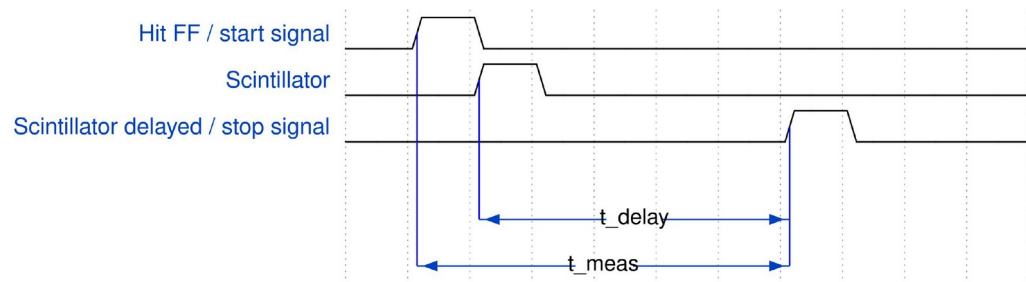 Hit FF / start signal
Scintillator
Scintillator delayed / stop signal
t_delay
t_meas